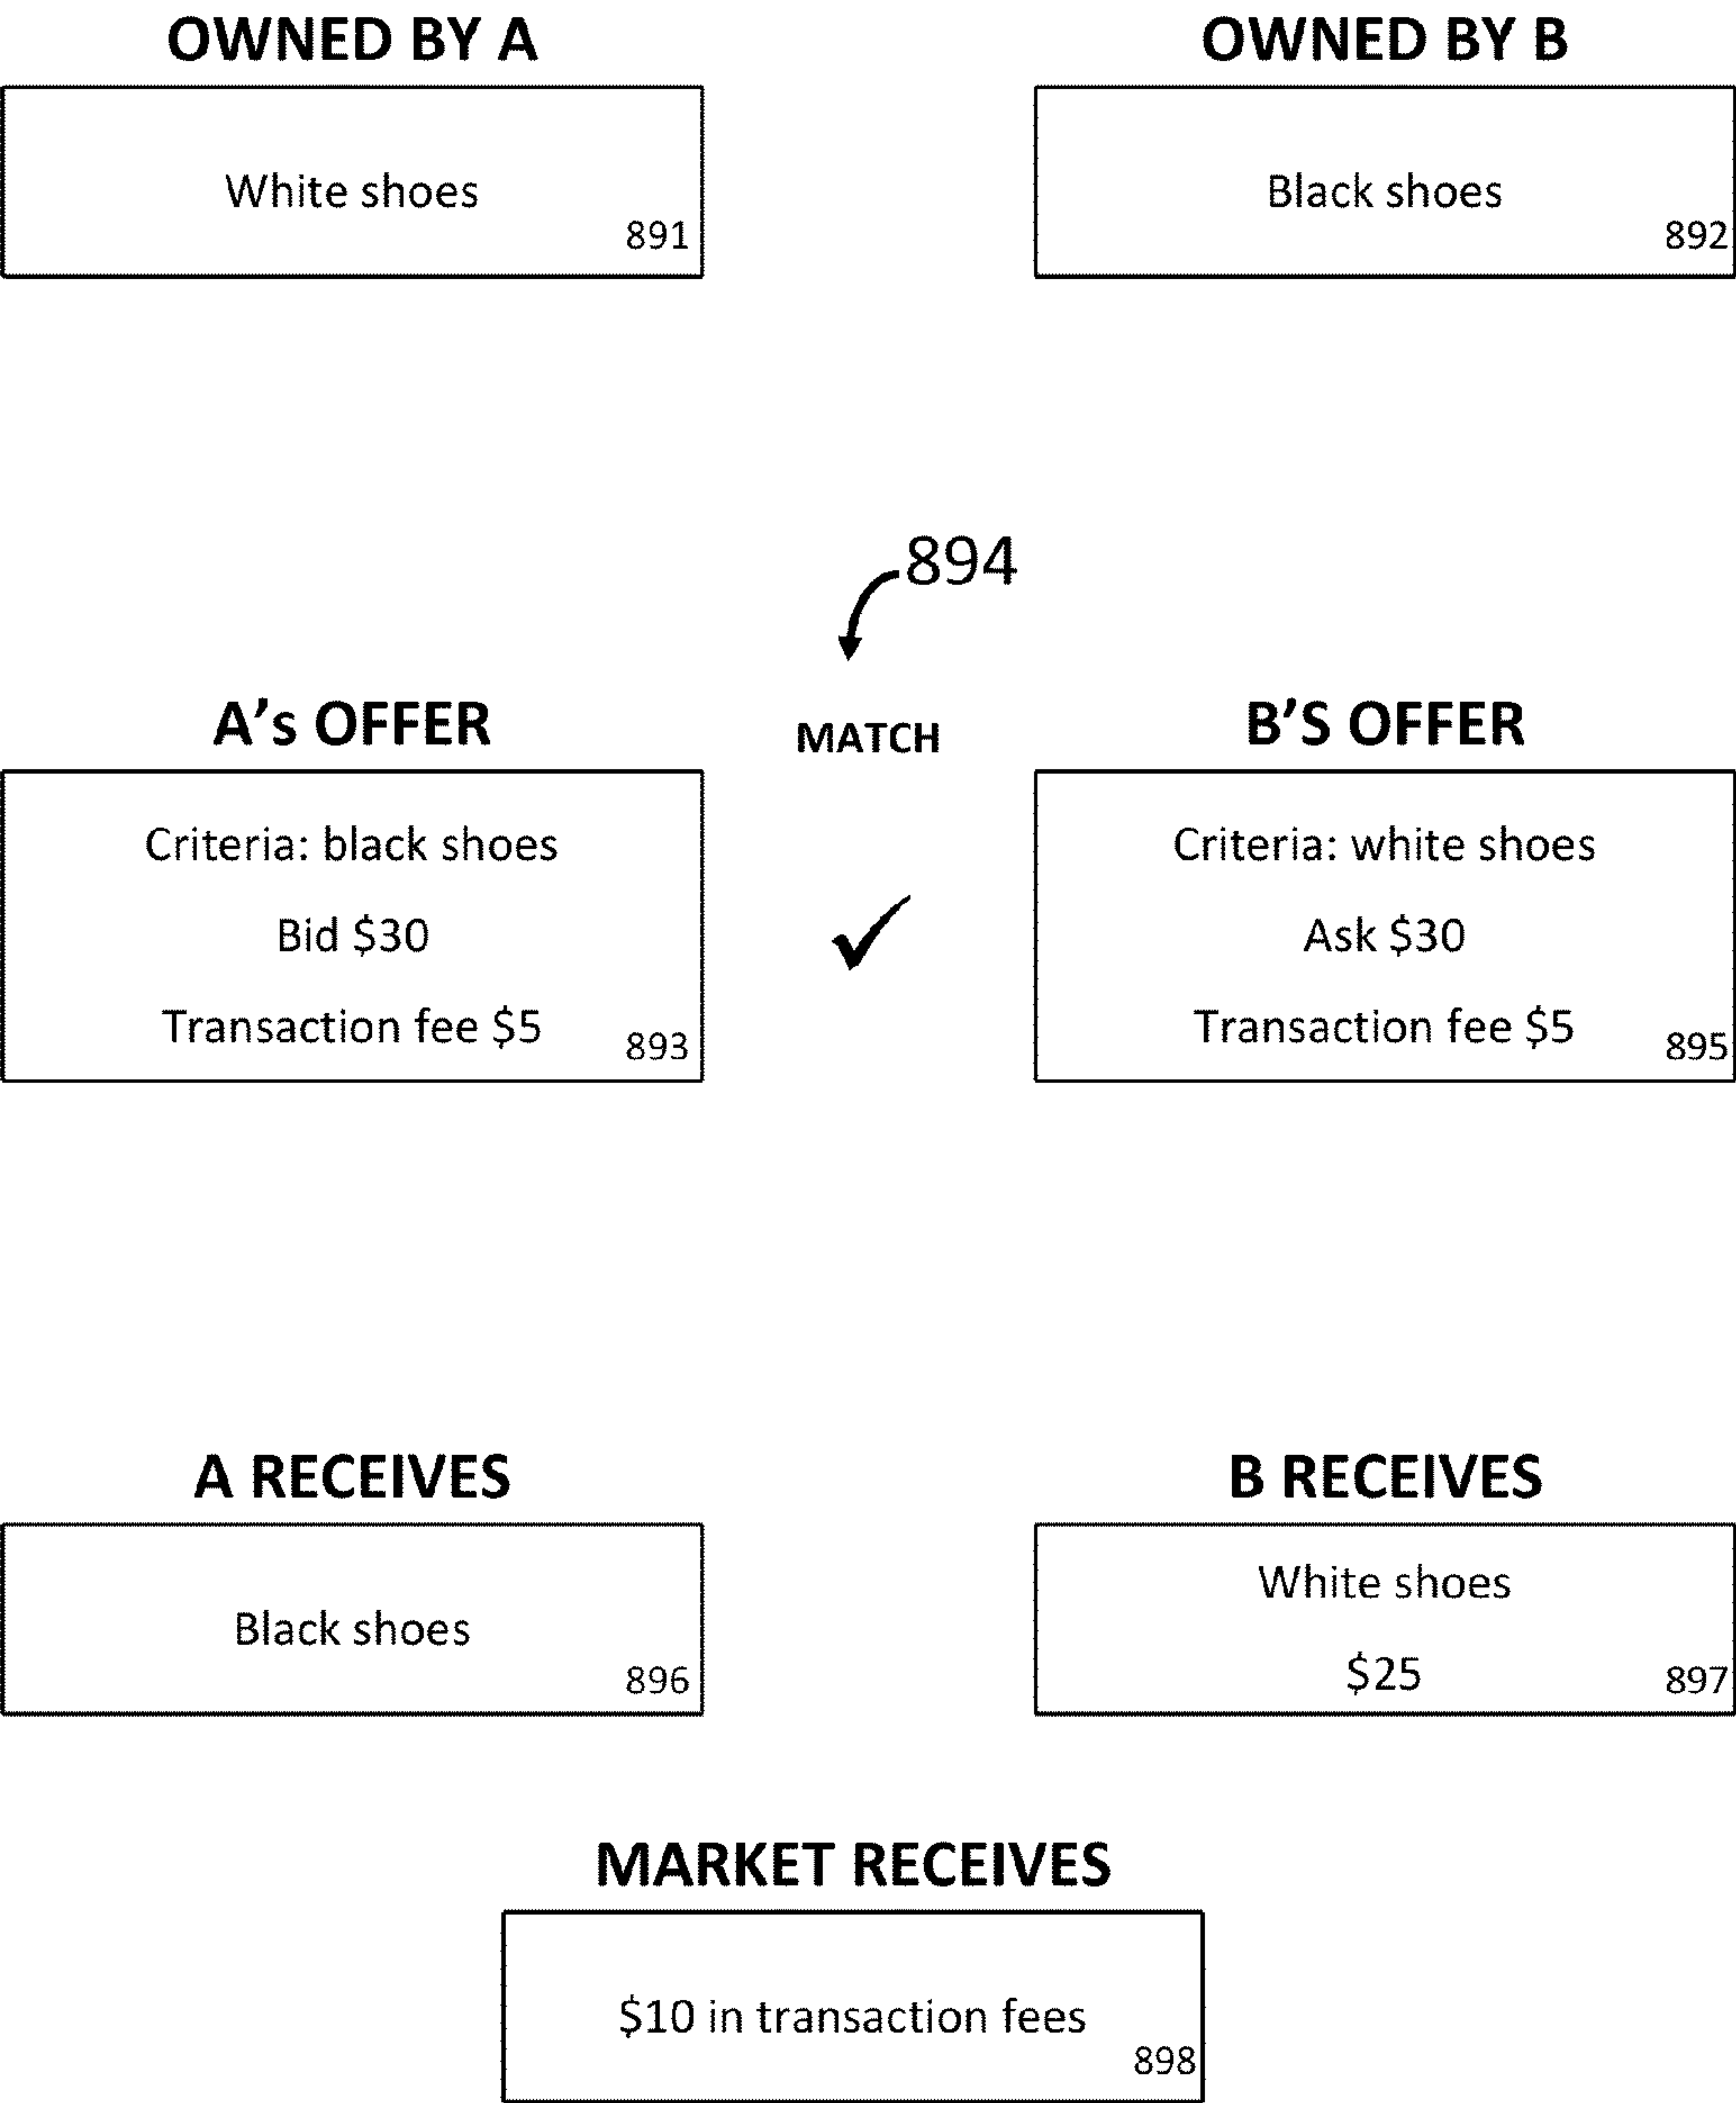 OWNED BY A
OWNED BY B
White shoes
891
Black shoes
892
894
A's OFFER
MATCH
B'S OFFER
Criteria: black shoes
Bid $30
Transaction fee $5
893
Criteria: white shoes
Ask $30
Transaction fee $5
895
A RECEIVES
B RECEIVES
Black shoes
896
White shoes
$25
897
MARKET RECEIVES
$10 in transaction fees
898